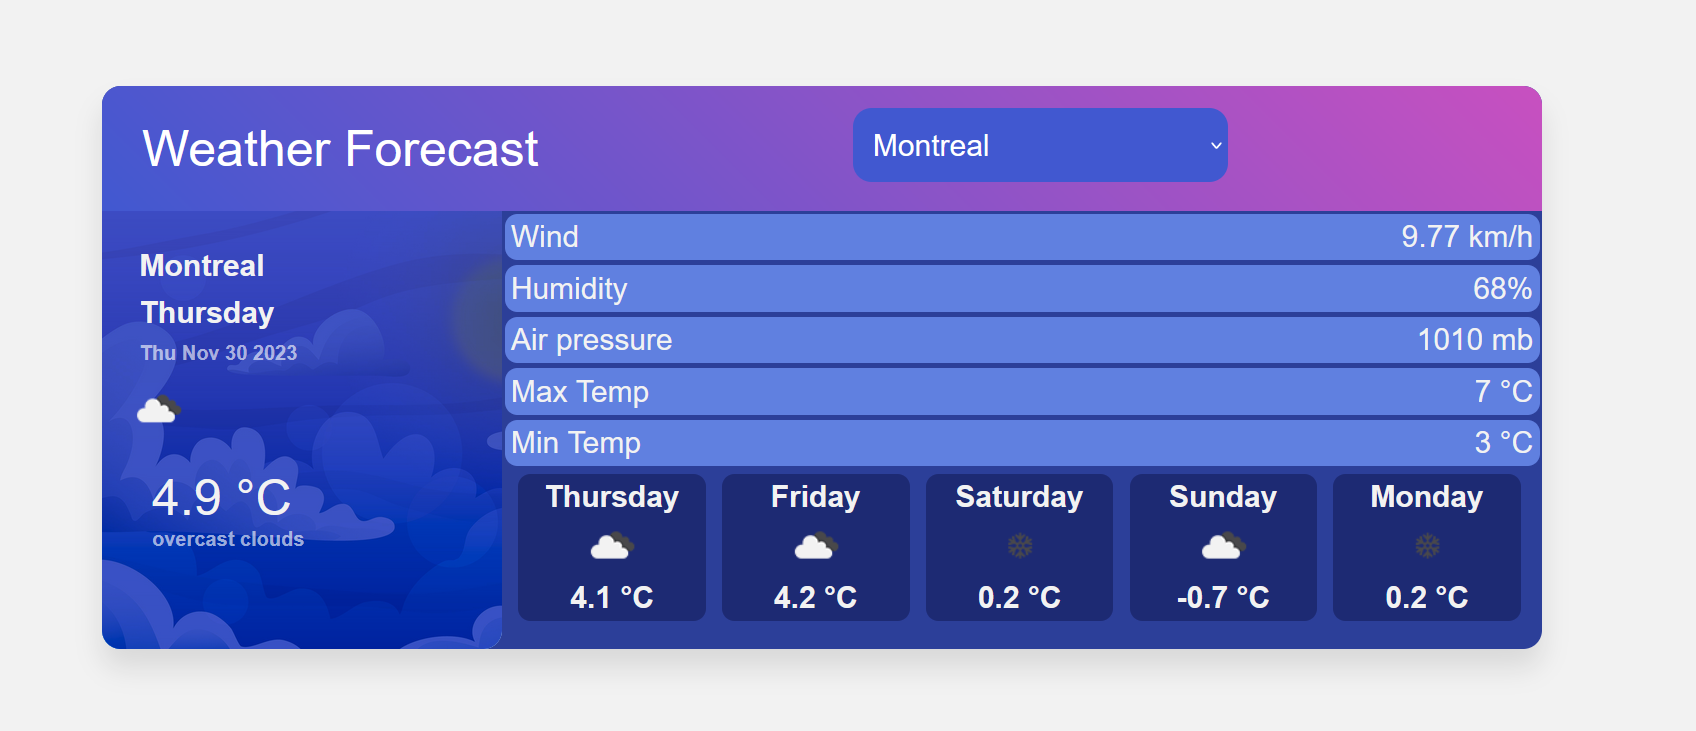 Weather Forecast
Montreal
Montreal
Thursday
Thu Nov 30 2023
4.9 °C
overcast clouds
Wind 9.77 km/h
Humidity 68%
Air pressure 1010 mb
Max Temp 7 °C
Min Temp 3 °C
Thursday Friday Saturday Sunday Monday
4.1 °C 4.2 °C 0.2 °C -0.7 °C 0.2 °C